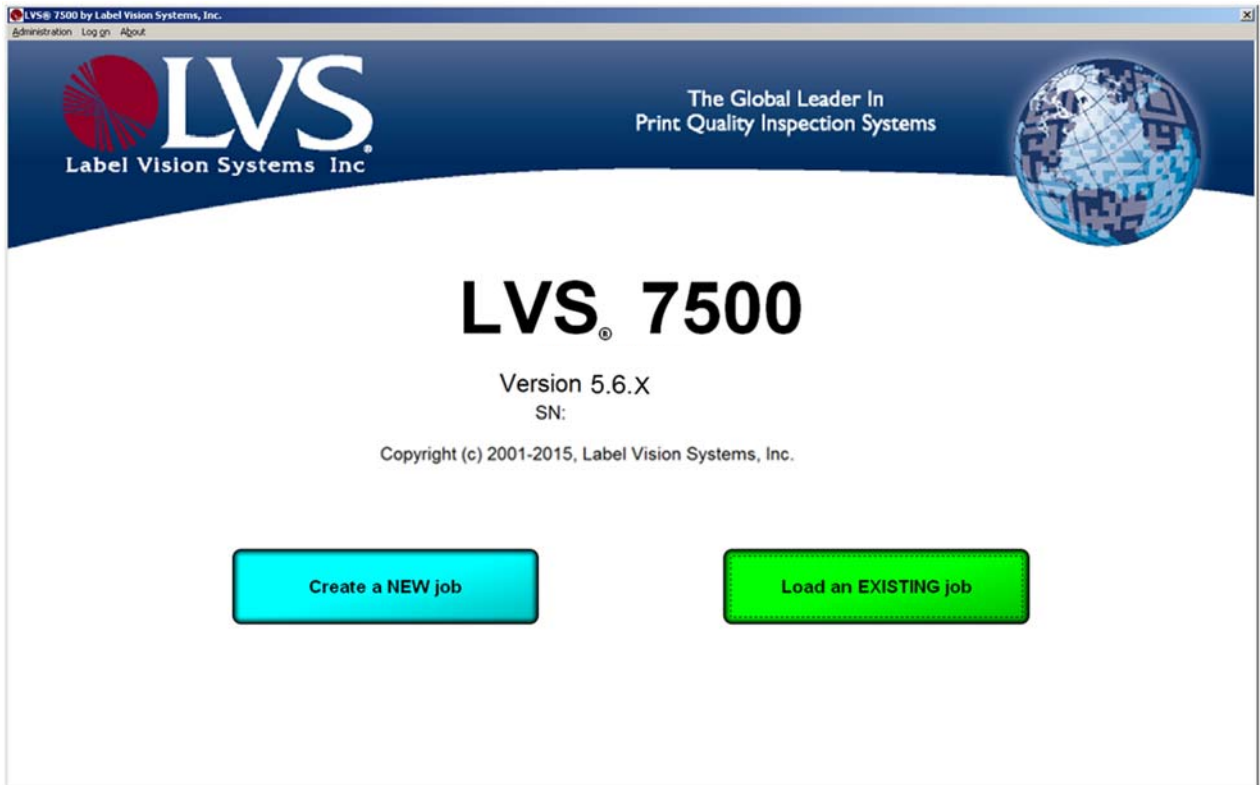 LVS® 7500 by Label Vision Systems, Inc.
Administration Log on About
LVS®
Label Vision Systems Inc
The Global Leader In
Print Quality Inspection Systems
LVS® 7500
Version 5.6.X
SN:
Copyright (c) 2001-2015, Label Vision Systems, Inc.
Create a NEW job
Load an EXISTING job